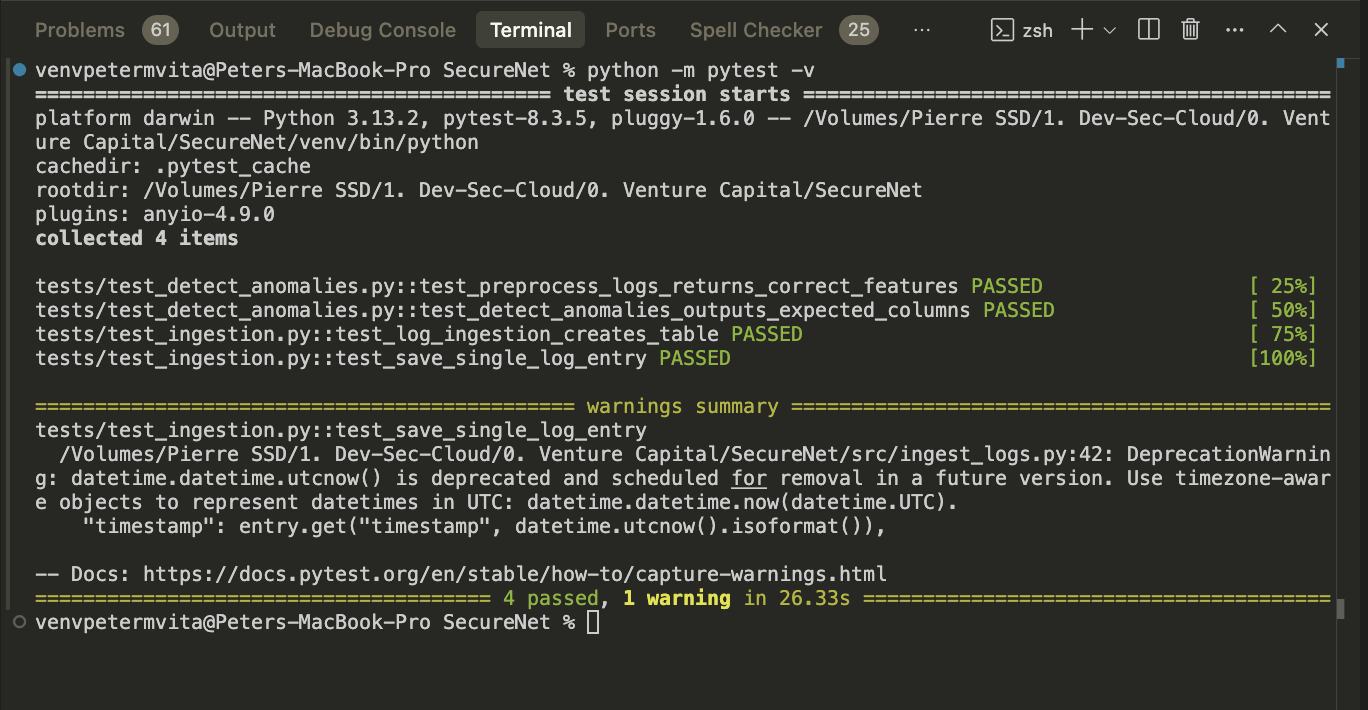 Problems 61 Output Debug Console Terminal Ports Spell Checker 25 ··· zsh ···
venvpetermvita@Peters-MacBook-Pro SecureNet % python -m pytest -v
=========================================== test session starts ============================================
platform darwin -- Python 3.13.2, pytest-8.3.5, pluggy-1.6.0 -- /Volumes/Pierre SSD/1. Dev-Sec-Cloud/0. Vent
ure Capital/SecureNet/venv/bin/python
cachedir: .pytest_cache
rootdir: /Volumes/Pierre SSD/1. Dev-Sec-Cloud/0. Venture Capital/SecureNet
plugins: anyio-4.9.0
collected 4 items
tests/test_detect_anomalies.py::test_preprocess_logs_returns_correct_features PASSED [ 25%]
tests/test_detect_anomalies.py::test_detect_anomalies_outputs_expected_columns PASSED [ 50%]
tests/test_ingestion.py::test_log_ingestion_creates_table PASSED [ 75%]
tests/test_ingestion.py::test_save_single_log_entry PASSED [100%]
============================================= warnings summary =============================================
tests/test_ingestion.py::test_save_single_log_entry
  /Volumes/Pierre SSD/1. Dev-Sec-Cloud/0. Venture Capital/SecureNet/src/ingest_logs.py:42: DeprecationWarnin
g: datetime.datetime.utcnow() is deprecated and scheduled for removal in a future version. Use timezone-awar
e objects to represent datetimes in UTC: datetime.datetime.now(datetime.UTC).
    "timestamp": entry.get("timestamp", datetime.utcnow().isoformat()),
-- Docs: https://docs.pytest.org/en/stable/how-to/capture-warnings.html
====================================== 4 passed, 1 warning in 26.33s =======================================
venvpetermvita@Peters-MacBook-Pro SecureNet %